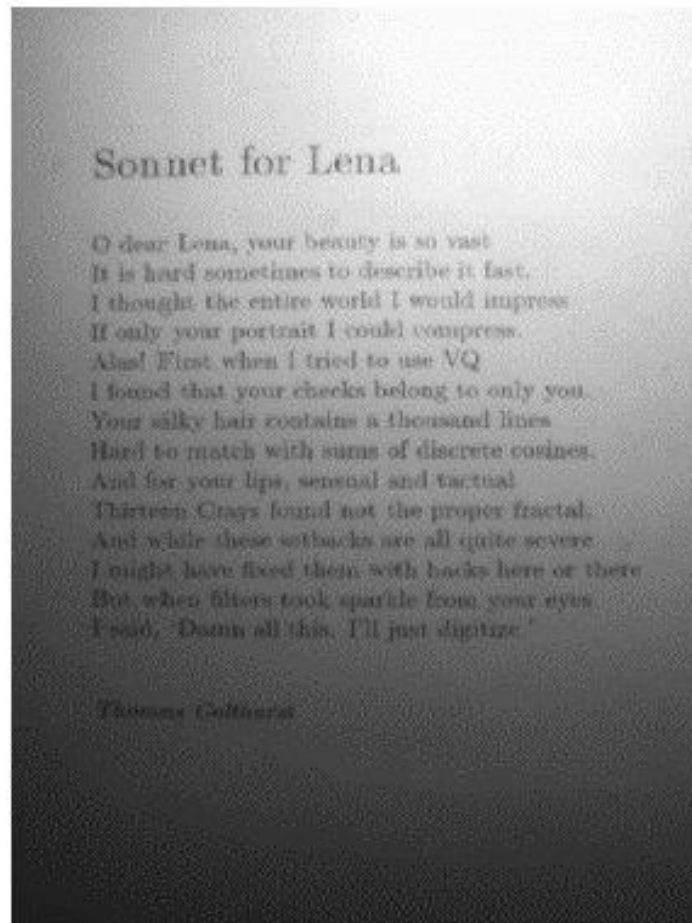 Sonnet for Lena
O dear Lena, your beauty is so vast
It is hard sometimes to describe it fast.
I thought the entire world I would impress
If only your portrait I could compress.
Alas! First when I tried to use VQ
I found that your cheeks belong to only you.
Your silky hair contains a thousand lines
Hard to match with sums of discrete cosines.
And for your lips, sensual and tactual
Thirteen Crays found not the proper fractal.
And while these setbacks are all quite severe
I might have fixed them with hacks here or there
But when filters took sparkle from your eyes
I said, "Damn all this. I'll just digitize."
Thomas Colthurst